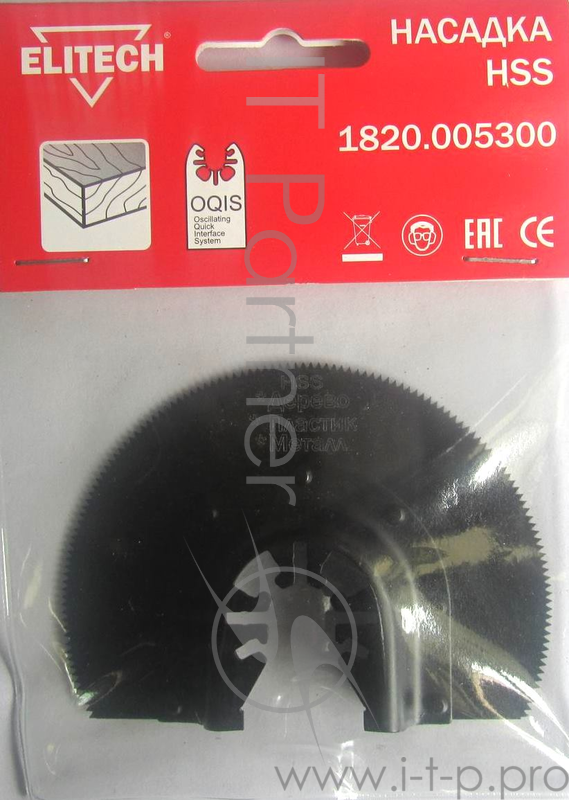 ELITECH
НАСАДКА
HSS
1820.005300
OQIS
Oscillating
Quick
Interface
System
EAC CE
IT Partner
HSS
* Дерево
* Пластик
* Металл
www.i-t-p.pro